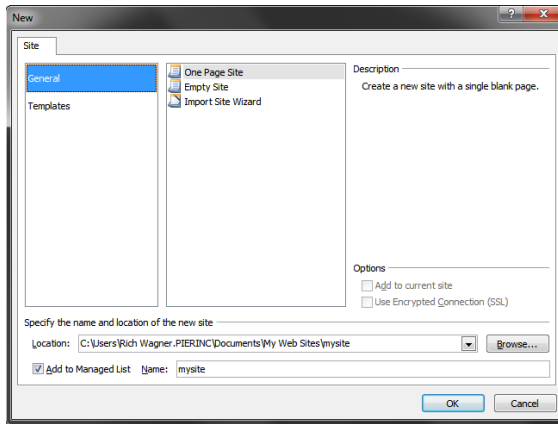 New
Site
General
Templates
One Page Site
Empty Site
Import Site Wizard
Description
Create a new site with a single blank page.
Options
Add to current site
Use Encrypted Connection (SSL)
Specify the name and location of the new site
Location: C:\Users\Rich Wagner.PIERINC\Documents\My Web Sites\mysite Browse...
Add to Managed List Name: mysite
OK Cancel